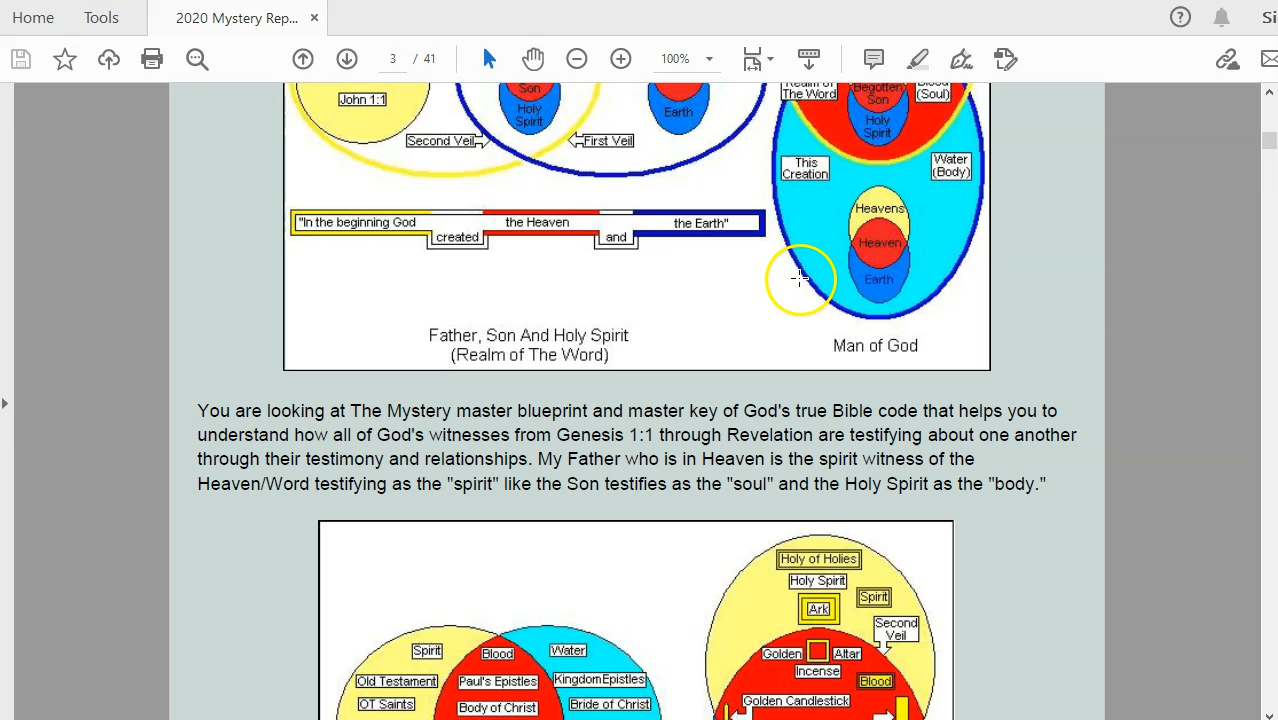 Home
Tools
2020 Mystery Rep...
Si
3 / 41
100%
John 1:1
Son
Holy
Spirit
Earth
Second Veil
First Veil
Realm of
The Word
Begotten
Son
Holy
Spirit
(Soul)
This
Creation
Water
(Body)
Heavens
Heaven
Earth
"In the beginning God
created
the Heaven
and
the Earth"
Father, Son And Holy Spirit
(Realm of The Word)
Man of God
You are looking at The Mystery master blueprint and master key of God's true Bible code that helps you to
understand how all of God's witnesses from Genesis 1:1 through Revelation are testifying about one another
through their testimony and relationships. My Father who is in Heaven is the spirit witness of the
Heaven/Word testifying as the "spirit" like the Son testifies as the "soul" and the Holy Spirit as the "body."
Spirit
Blood
Water
Old Testament
Paul's Epistles
Kingdom Epistles
OT Saints
Body of Christ
Bride of Christ
Holy of Holies
Holy Spirit
Ark
Spirit
Second
Veil
Golden
Altar
Incense
Blood
Golden Candlestick